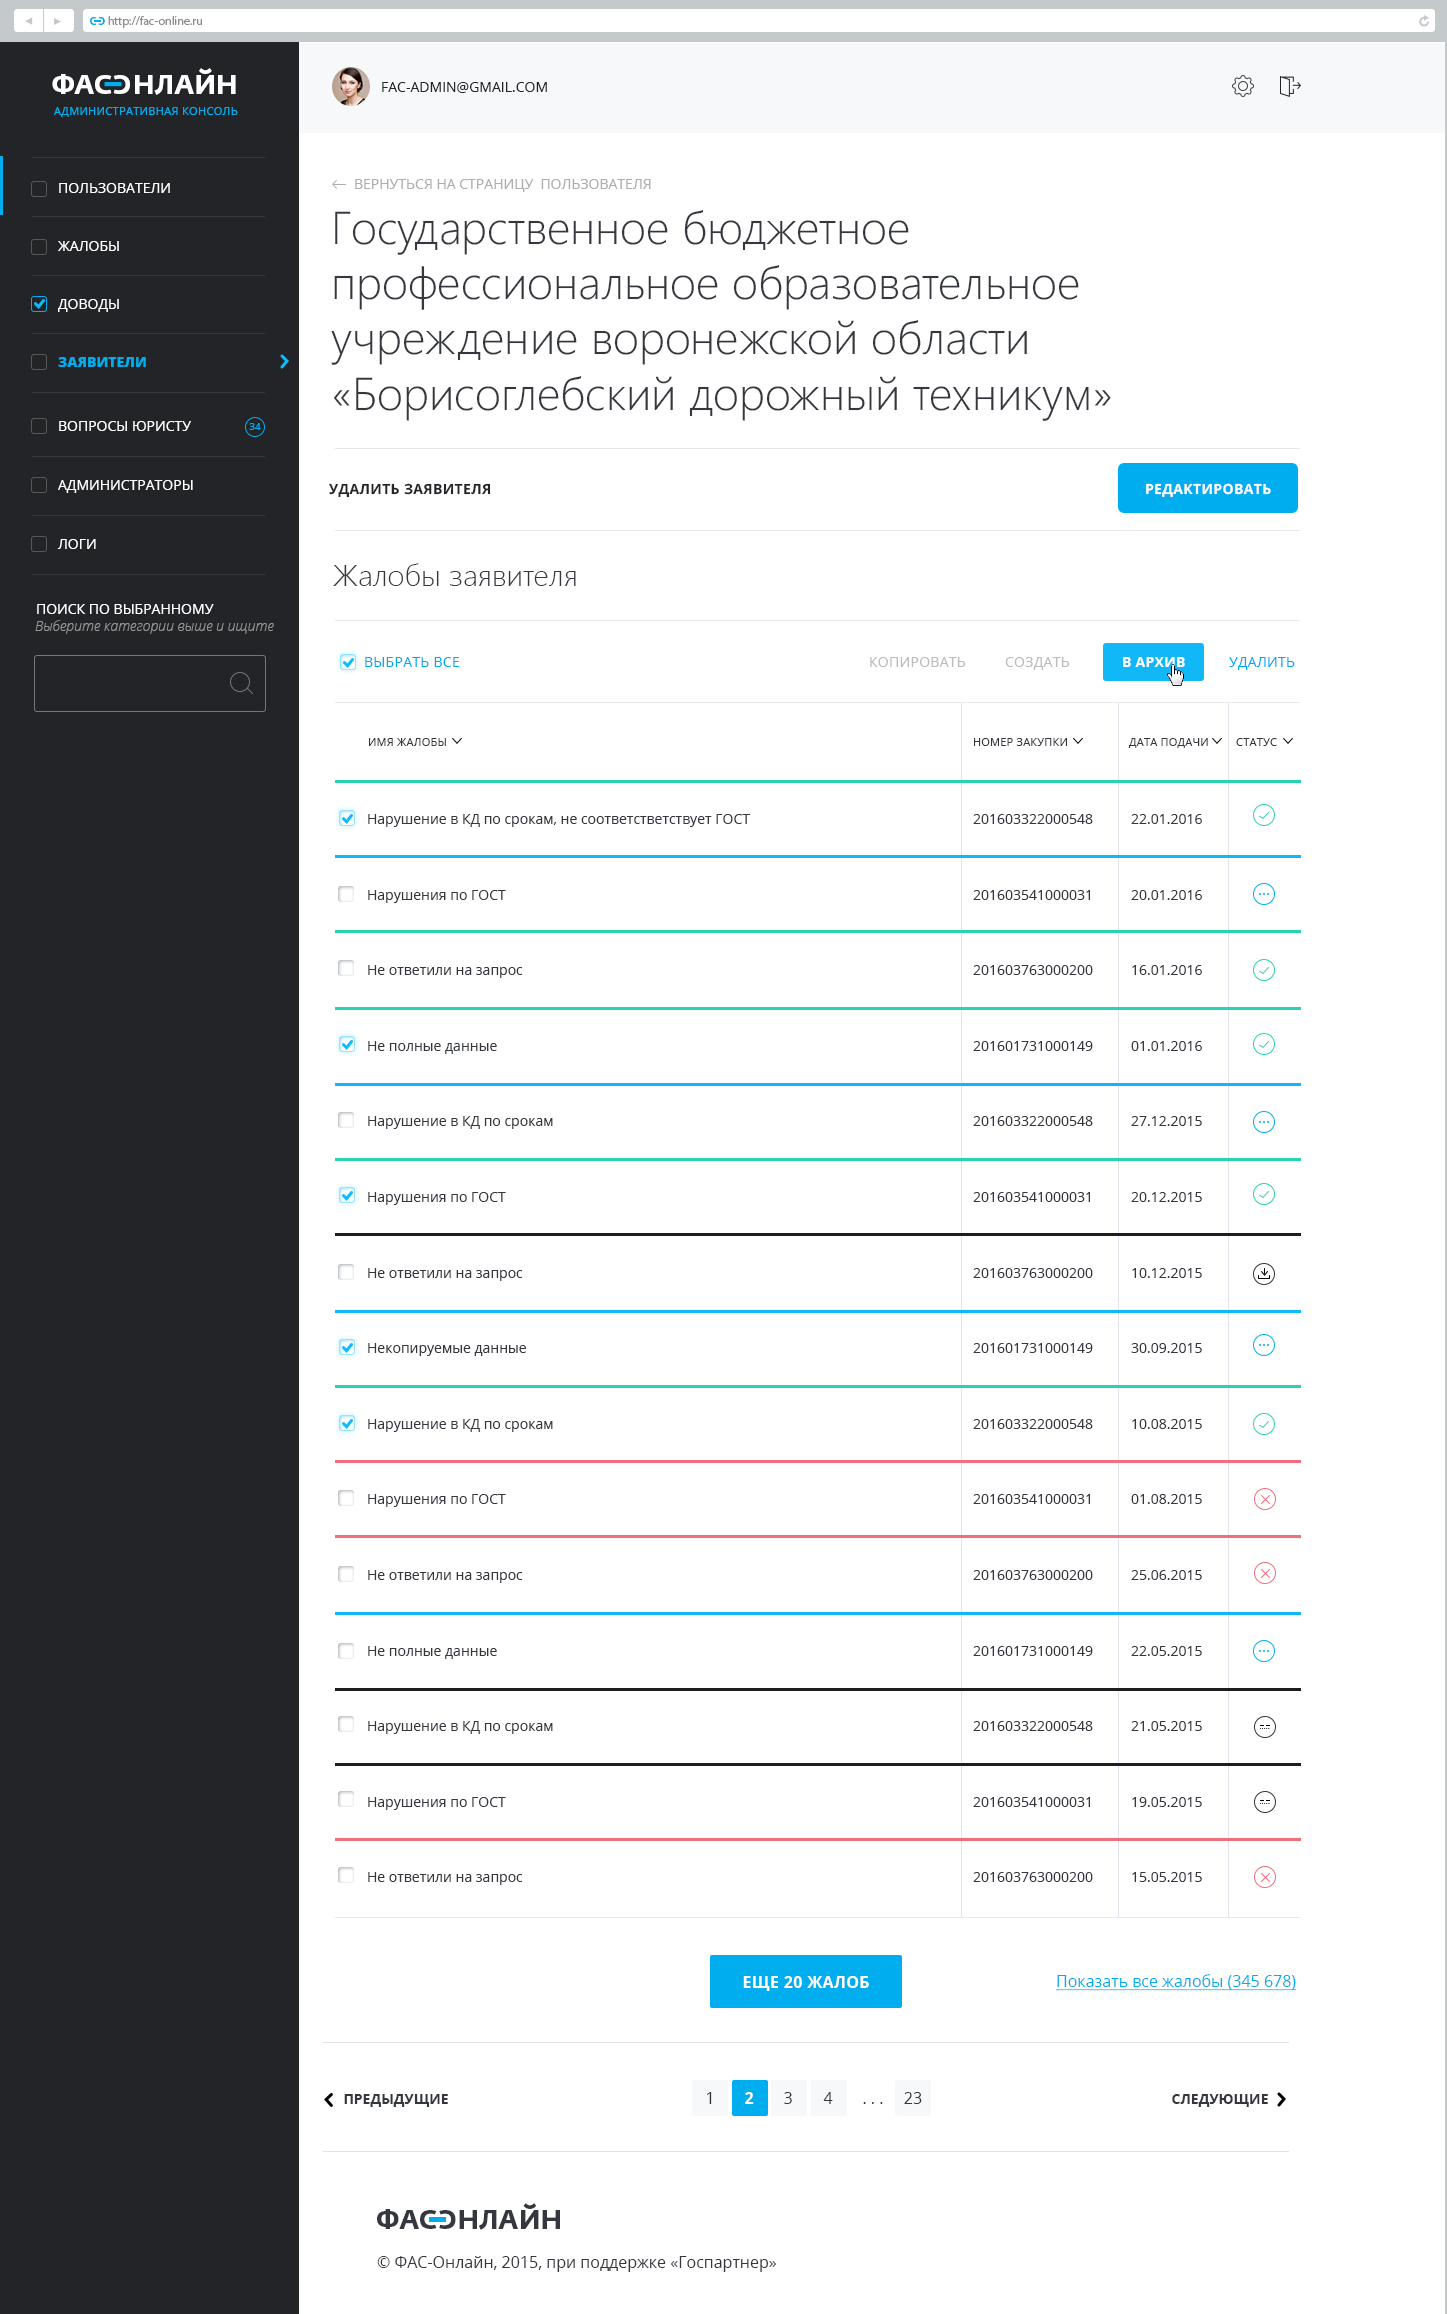 http://fac-online.ru
ФАСОНЛАЙН
АДМИНИСТРАТИВНАЯ КОНСОЛЬ
FAC-ADMIN@GMAIL.COM
ПОЛЬЗОВАТЕЛИ
ЖАЛОБЫ
ДОВОДЫ
ЗАЯВИТЕЛИ
ВОПРОСЫ ЮРИСТУ 34
АДМИНИСТРАТОРЫ
ЛОГИ
ПОИСК ПО ВЫБРАННОМУ
Выберите категории выше и ищите
ВЕРНУТЬСЯ НА СТРАНИЦУ ПОЛЬЗОВАТЕЛЯ
Государственное бюджетное
профессиональное образовательное
учреждение воронежской области
«Борисоглебский дорожный техникум»
УДАЛИТЬ ЗАЯВИТЕЛЯ РЕДАКТИРОВАТЬ
Жалобы заявителя
ВЫБРАТЬ ВСЕ КОПИРОВАТЬ СОЗДАТЬ В АРХИВ УДАЛИТЬ
ИМЯ ЖАЛОБЫ НОМЕР ЗАКУПКИ ДАТА ПОДАЧИ СТАТУС
Нарушение в КД по срокам, не соответстветствует ГОСТ 201603322000548 22.01.2016
Нарушения по ГОСТ 201603541000031 20.01.2016
Не ответили на запрос 201603763000200 16.01.2016
Не полные данные 201601731000149 01.01.2016
Нарушение в КД по срокам 201603322000548 27.12.2015
Нарушения по ГОСТ 201603541000031 20.12.2015
Не ответили на запрос 201603763000200 10.12.2015
Некопируемые данные 201601731000149 30.09.2015
Нарушение в КД по срокам 201603322000548 10.08.2015
Нарушения по ГОСТ 201603541000031 01.08.2015
Не ответили на запрос 201603763000200 25.06.2015
Не полные данные 201601731000149 22.05.2015
Нарушение в КД по срокам 201603322000548 21.05.2015
Нарушения по ГОСТ 201603541000031 19.05.2015
Не ответили на запрос 201603763000200 15.05.2015
ЕЩЕ 20 ЖАЛОБ Показать все жалобы (345 678)
ПРЕДЫДУЩИЕ 1 2 3 4 ... 23 СЛЕДУЮЩИЕ
ФАСОНЛАЙН
© ФАС-Онлайн, 2015, при поддержке «Госпартнер»